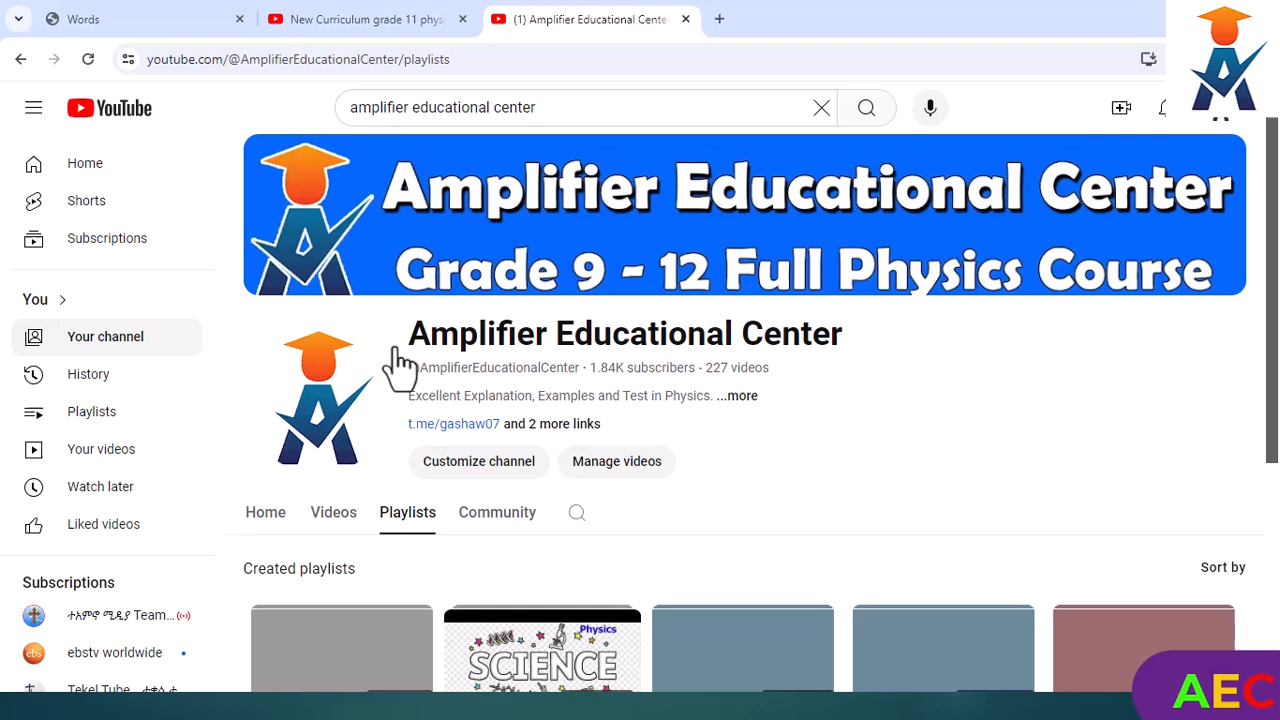 Words
New Curriculum grade 11 phys
(1) Amplifier Educational Cente
youtube.com/@AmplifierEducationalCenter/playlists
YouTube
amplifier educational center
Home
Shorts
Subscriptions
You
Your channel
History
Playlists
Your videos
Watch later
Liked videos
Subscriptions
ተአምኖ ሚዲያ Team...
ebstv worldwide
Amplifier Educational Center
Grade 9 - 12 Full Physics Course
Amplifier Educational Center
@AmplifierEducationalCenter · 1.84K subscribers · 227 videos
Excellent Explanation, Examples and Test in Physics. ...more
t.me/gashaw07 and 2 more links
Customize channel
Manage videos
Home
Videos
Playlists
Community
Created playlists
Sort by
Physics
SCIENCE
AEC